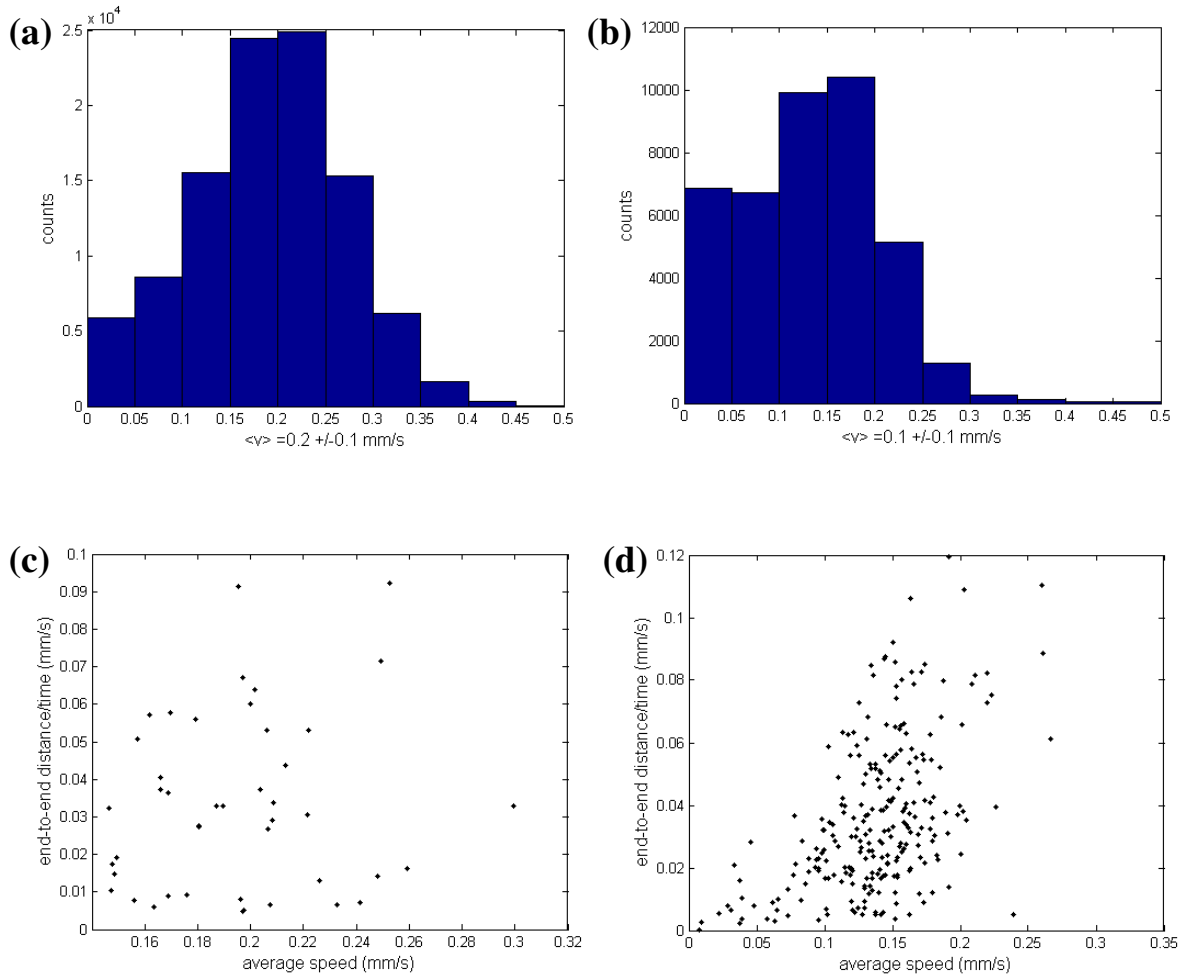 (a)
x 10^4
2.5
2
1.5
1
0.5
0
counts
0 0.05 0.1 0.15 0.2 0.25 0.3 0.35 0.4 0.45 0.5
<v> =0.2 +/-0.1 mm/s
(b)
12000
10000
8000
6000
4000
2000
0
counts
0 0.05 0.1 0.15 0.2 0.25 0.3 0.35 0.4 0.45 0.5
<v> =0.1 +/-0.1 mm/s
(c)
0.1
0.09
0.08
0.07
0.06
0.05
0.04
0.03
0.02
0.01
0
end-to-end distance/time (mm/s)
0.16 0.18 0.2 0.22 0.24 0.26 0.28 0.3 0.32
average speed (mm/s)
(d)
0.12
0.1
0.08
0.06
0.04
0.02
0
end-to-end distance/time (mm/s)
0 0.05 0.1 0.15 0.2 0.25 0.3 0.35
average speed (mm/s)